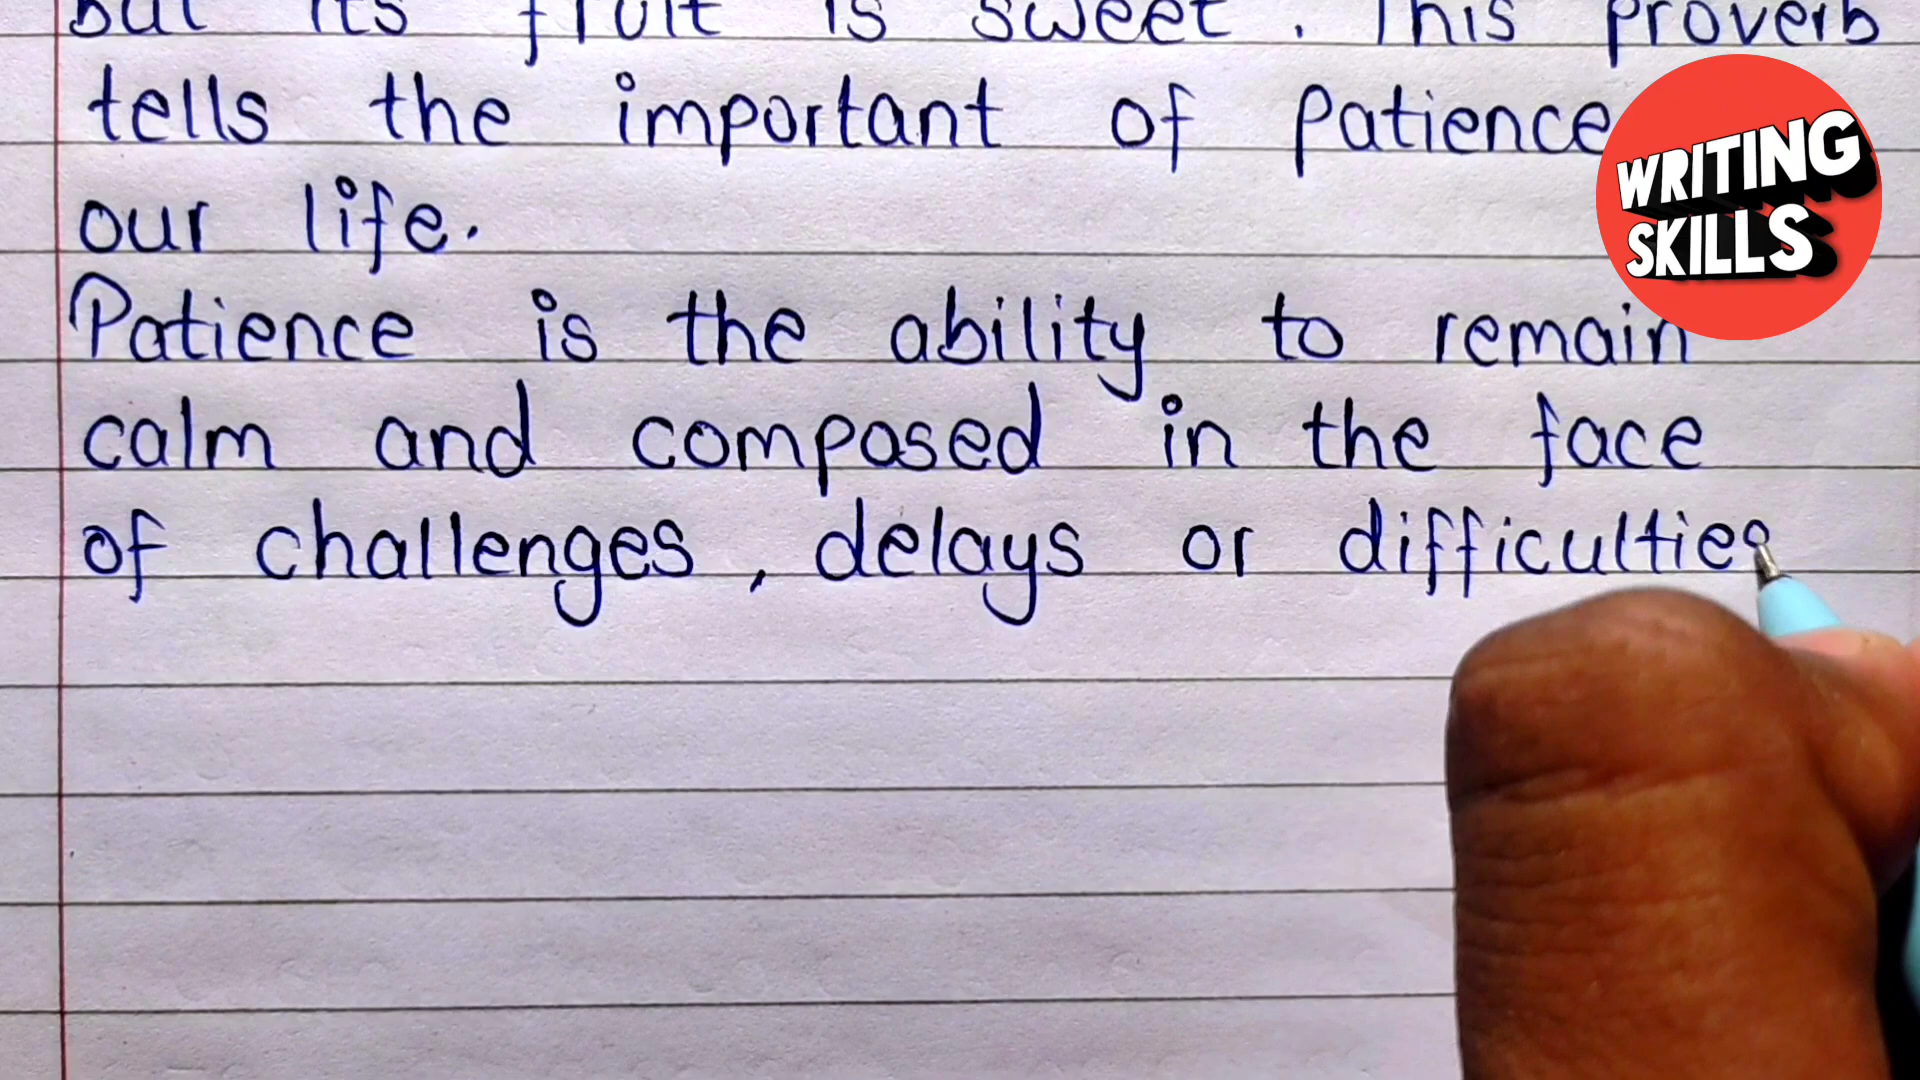 but its fruit is sweet. This proverb
tells the important of patience
our life.
Patience is the ability to remain
calm and composed in the face
of challenges, delays or difficulties
WRITING
SKILLS